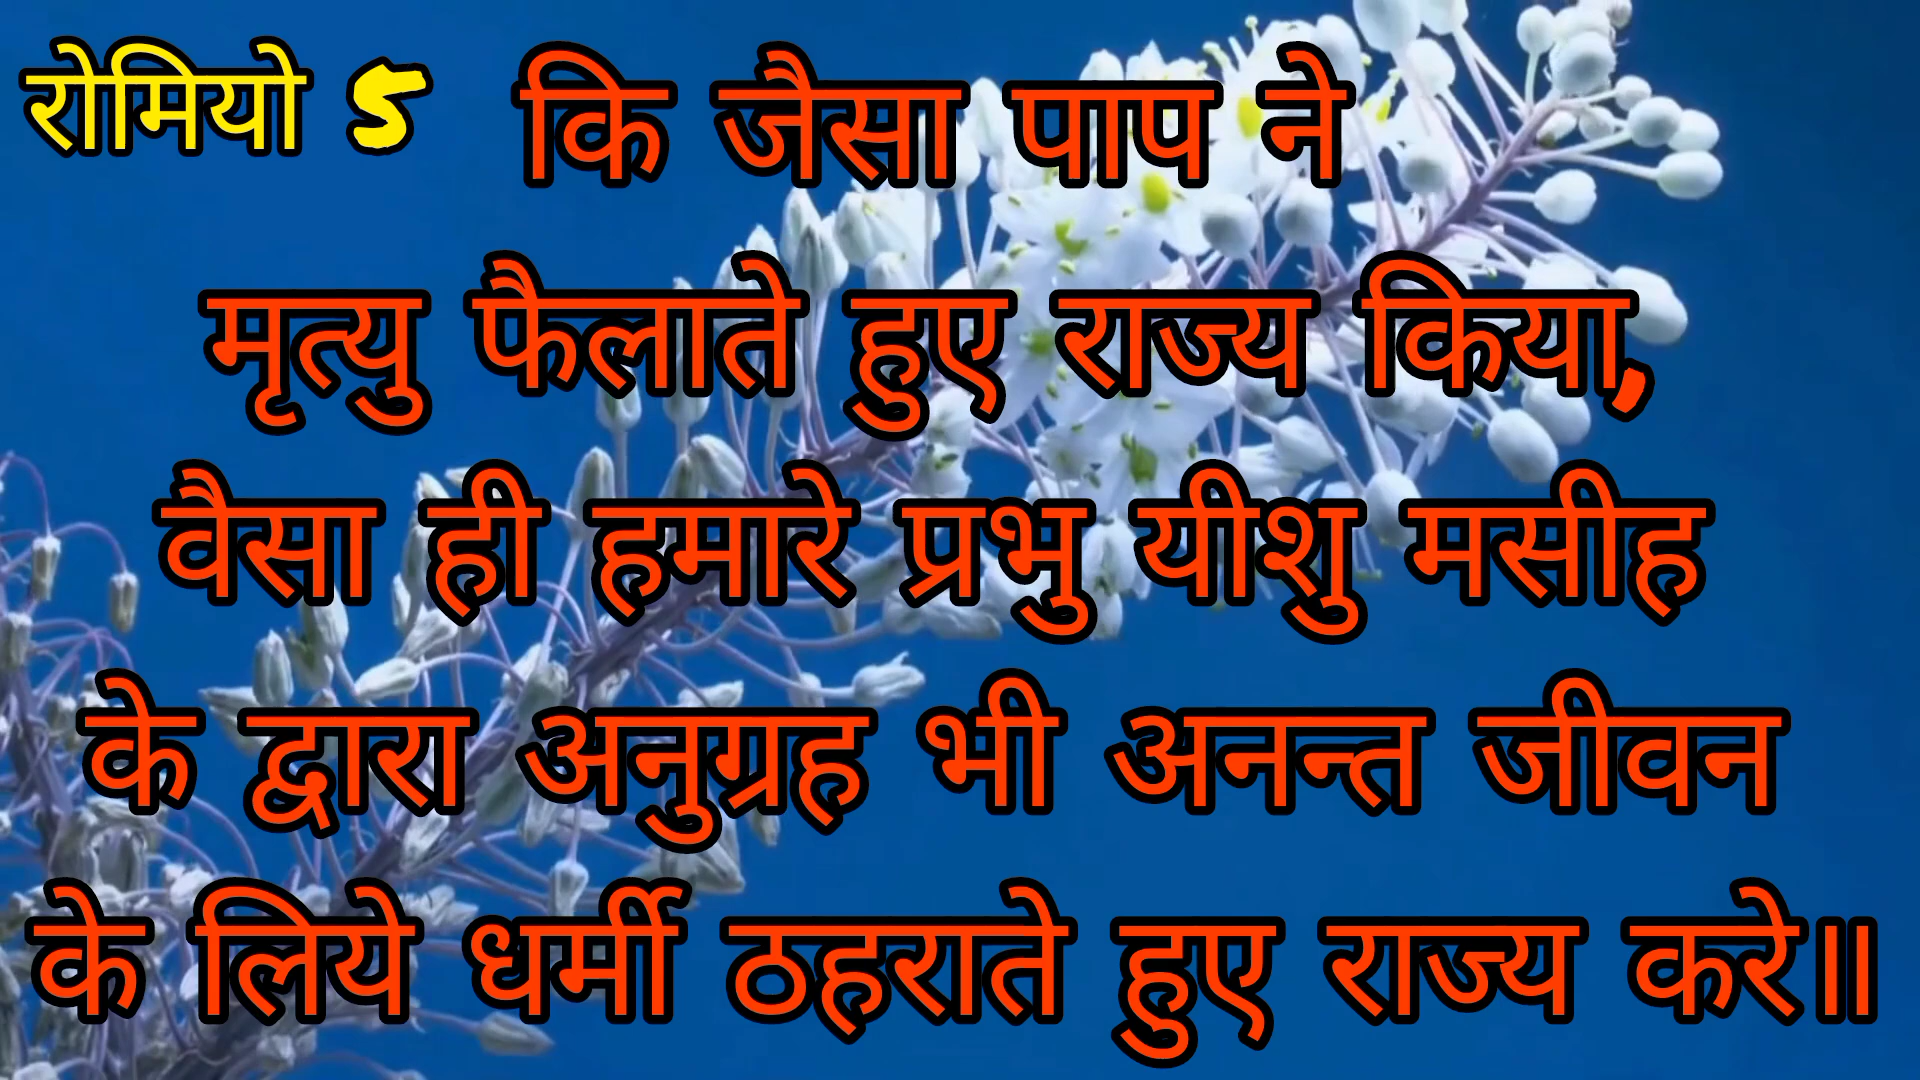 रोमियो 5 कि जैसा पाप ने
मृत्यु फैलाते हुए राज्य किया,
वैसा ही हमारे प्रभु यीशु मसीह
के द्वारा अनुग्रह भी अनन्त जीवन
के लिये धर्मी ठहराते हुए राज्य करे॥